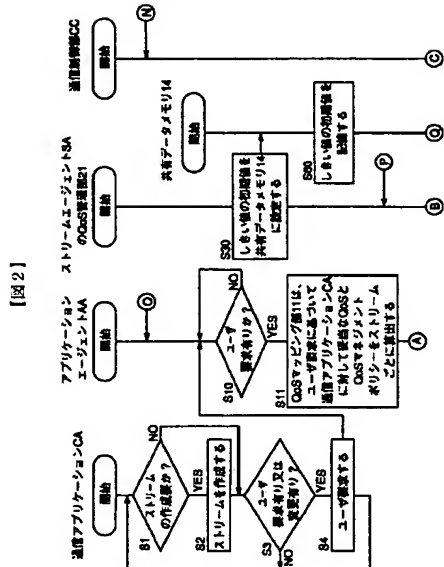 【図2】
通信アプリケーションCA
開始
S1
ストリーム
の作成要か?
NO
YES
S2
ストリームを作成する
S3
ユーザ
要求有り又は
変更有り?
NO
YES
S4
ユーザ要求する
アプリケーション
エージェントAA
開始
O
S10
ユーザ
要求有りか?
NO
YES
S11
QoSマッピング部11は、
ユーザ要求に基づいて
通信アプリケーションCA
に対して妥当なQoSと
QoSマネジメント
ポリシーをストリーム
ごとに算出する
A
ストリームエージェントSA
のQoS管理部21
開始
S30
しきい値の初期値を
共有データメモリ14
に設定する
P
B
共有データメモリ14
開始
S60
しきい値の初期値を
記憶する
Q
通信制御部CC
開始
N
C